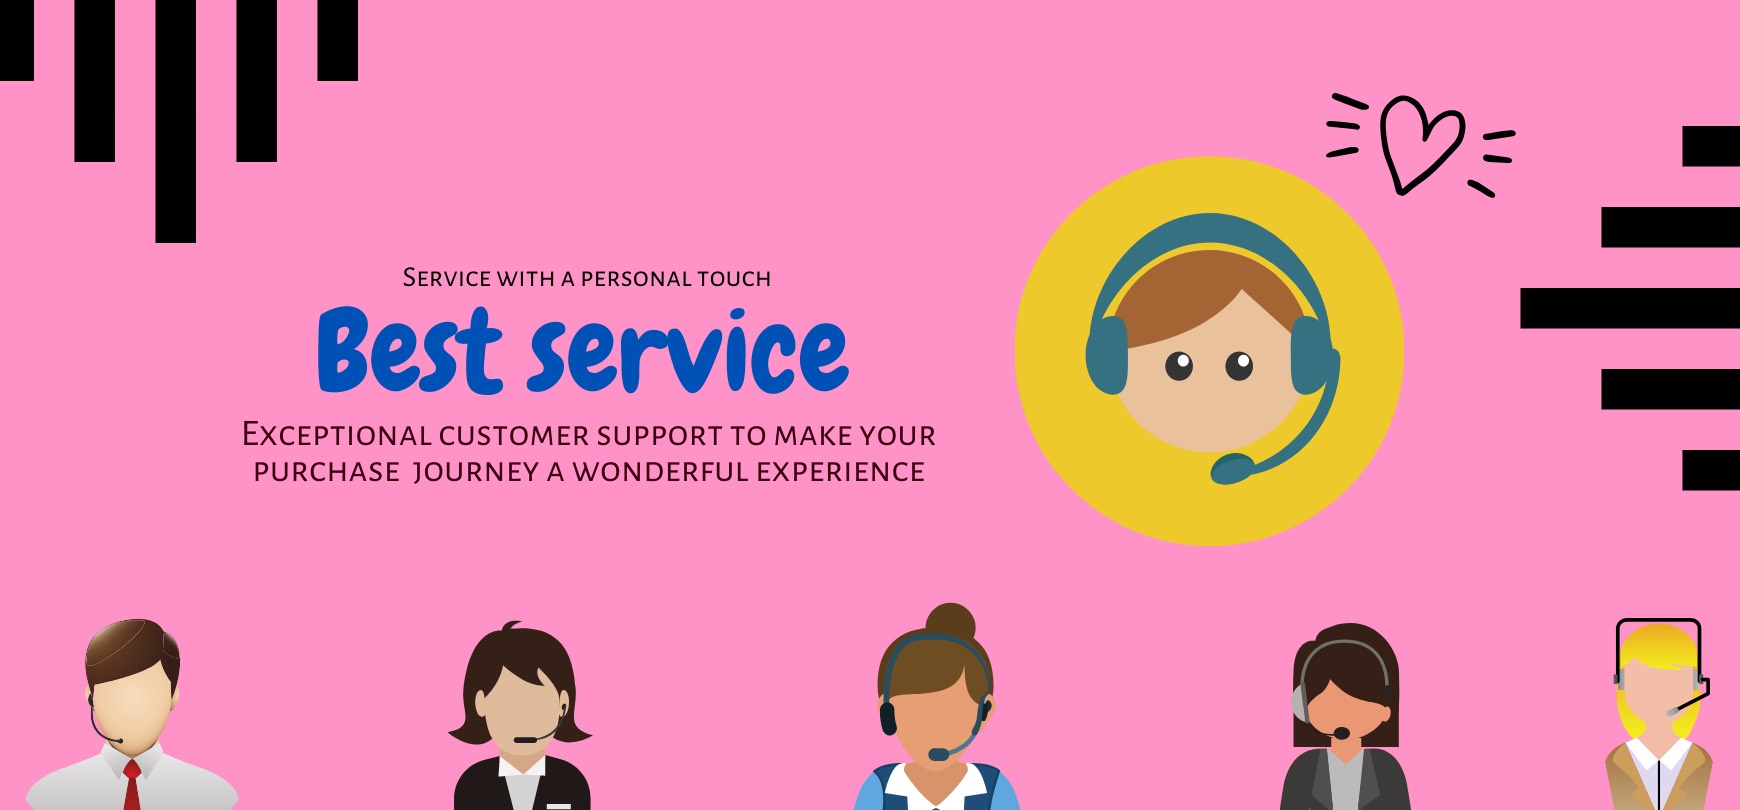 Service with a personal touch
Best service
Exceptional customer support to make your
purchase journey a wonderful experience